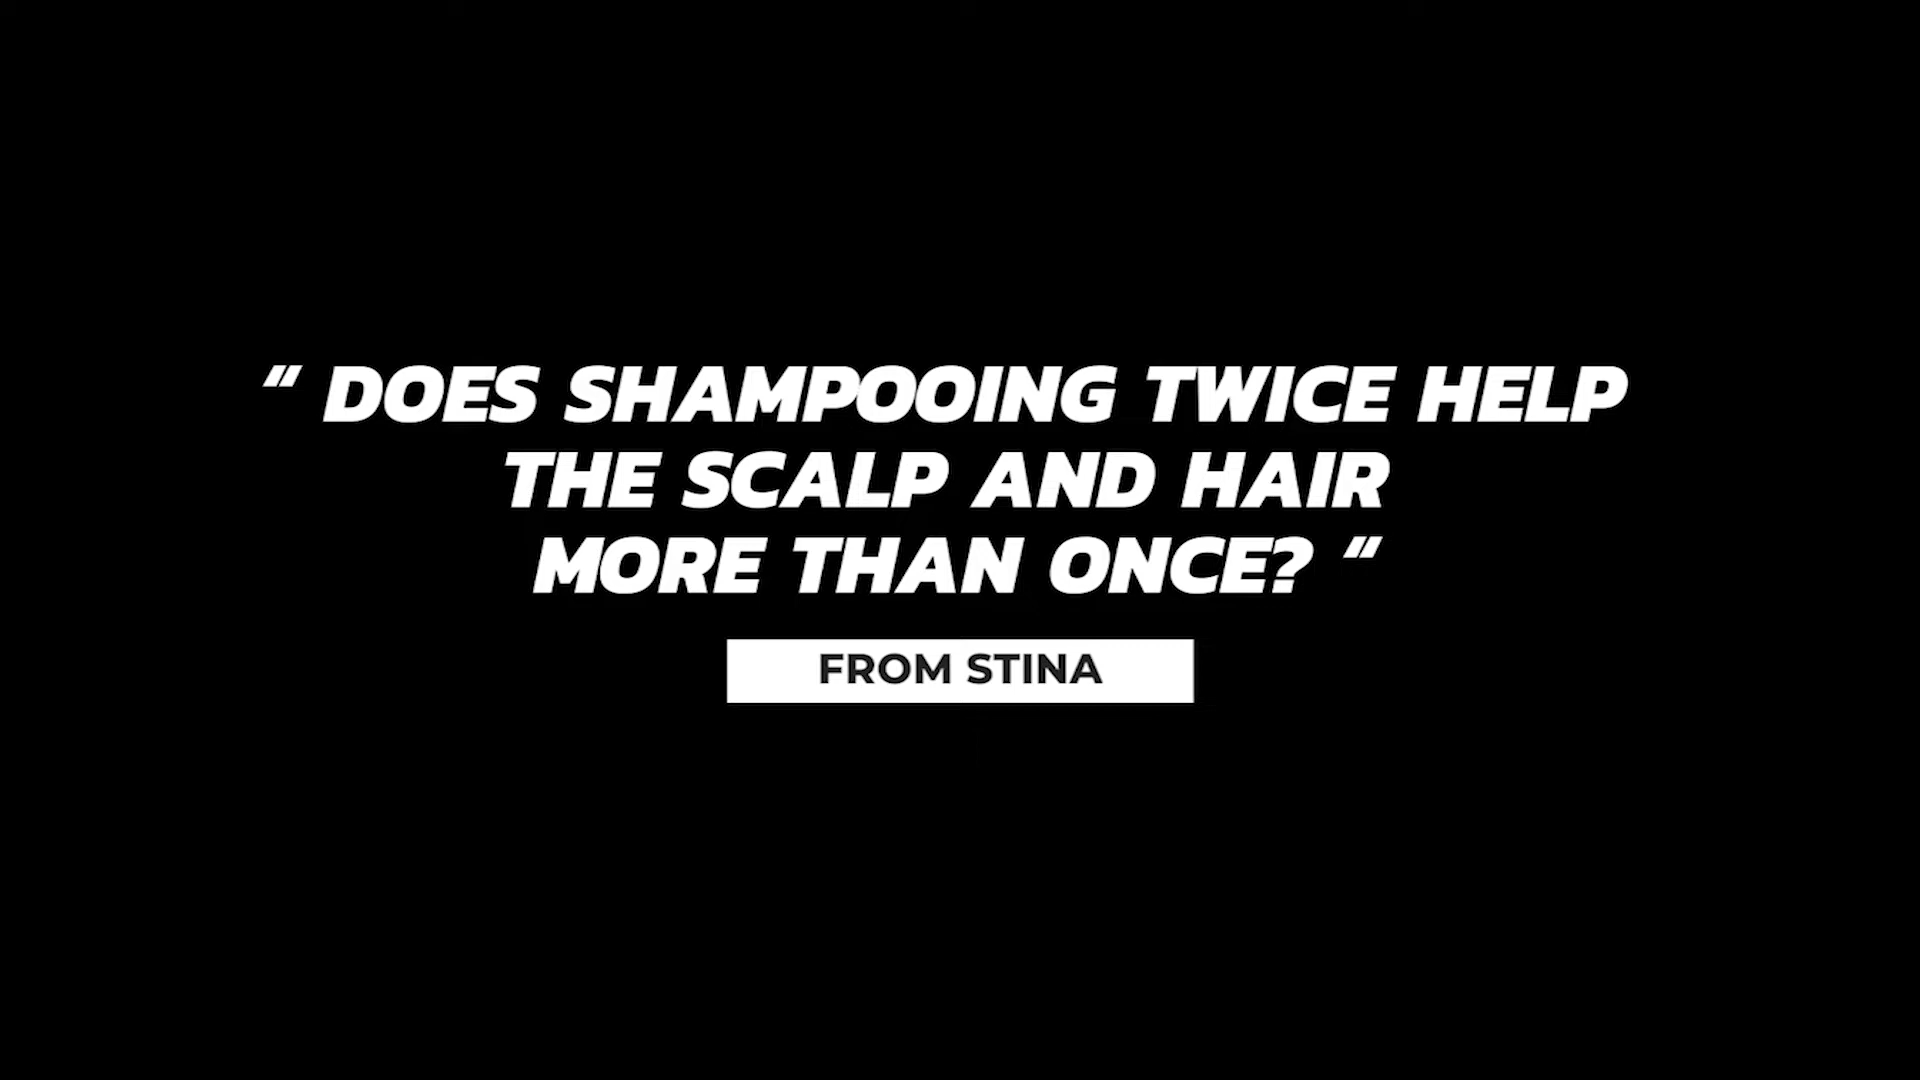 “ DOES SHAMPOOING TWICE HELP
THE SCALP AND HAIR
MORE THAN ONCE? “
FROM STINA